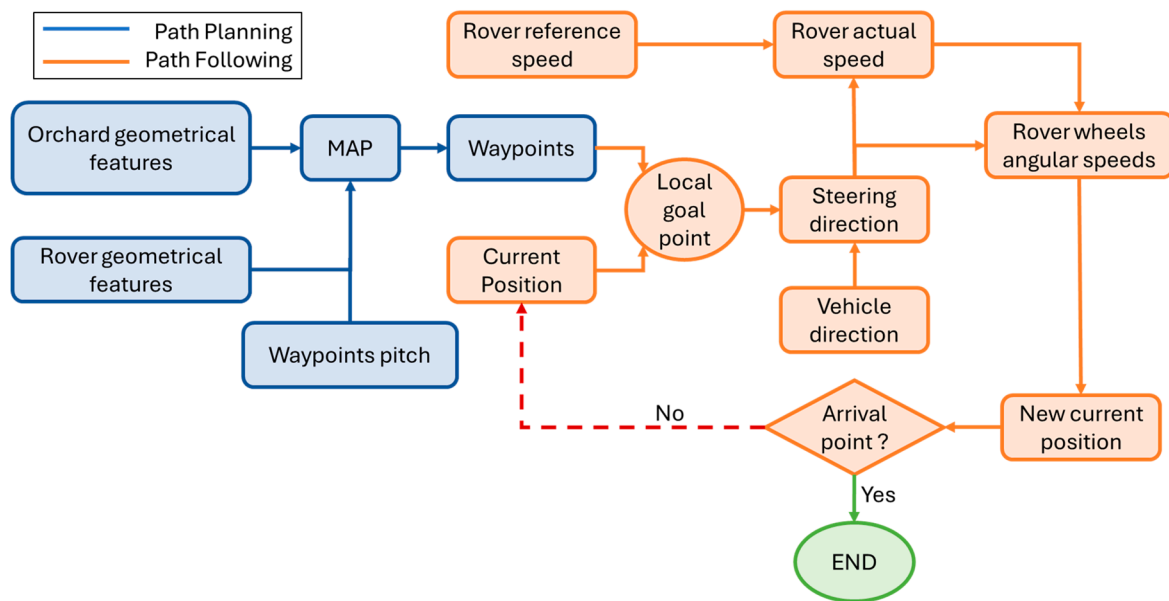 Path Planning
Path Following
Rover reference
speed
Rover actual
speed
Orchard geometrical
features
MAP
Waypoints
Rover wheels
angular speeds
Local
goal
point
Steering
direction
Rover geometrical
features
Current
Position
Vehicle
direction
Waypoints pitch
No
Arrival
point ?
New current
position
Yes
END